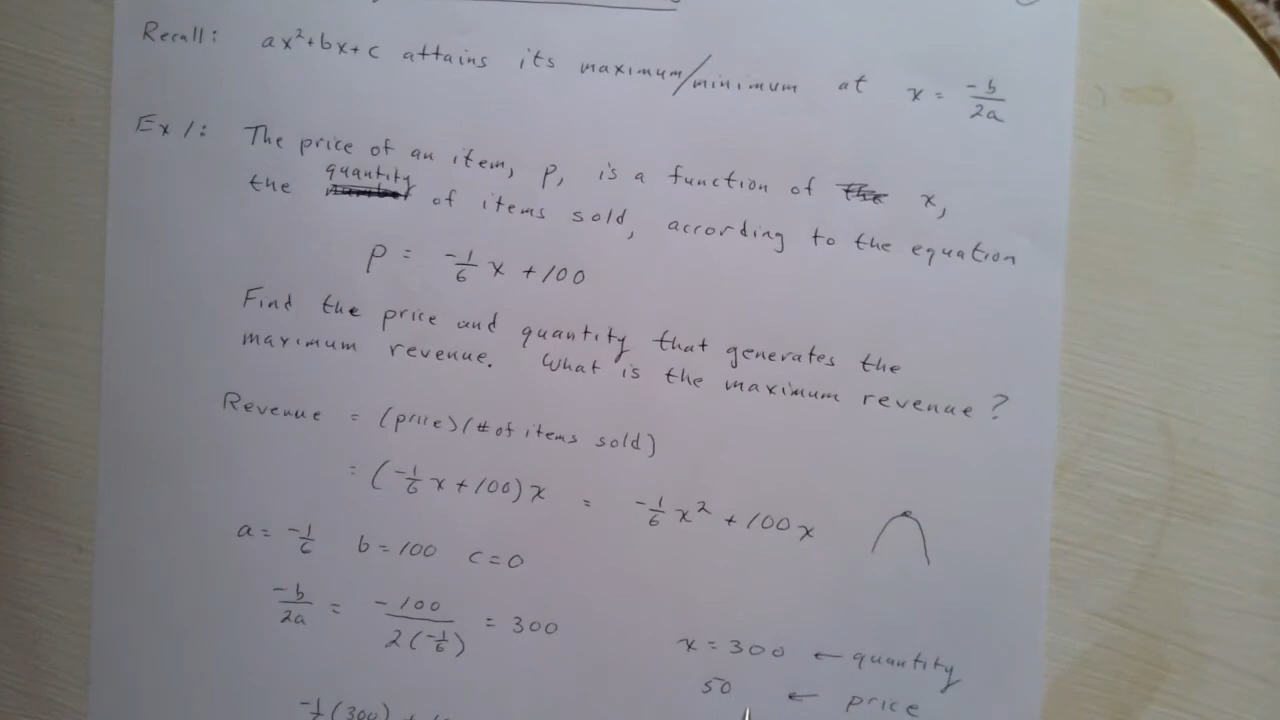 Recall: ax²+bx+c attains its maximum/minimum at x = -b/2a
Ex 1: The price of an item, p, is a function of x,
the quantity of items sold, according to the equation
p = -1/6 x + 100
Find the price and quantity that generates the
maximum revenue. What is the maximum revenue?
Revenue = (price)(# of items sold)
= (-1/6 x + 100) x = -1/6 x² + 100x
a = -1/6 b = 100 c = 0
-b/2a = -100/2(-1/6) = 300
x = 300 ← quantity
50 ← price
-1/6 (300) +